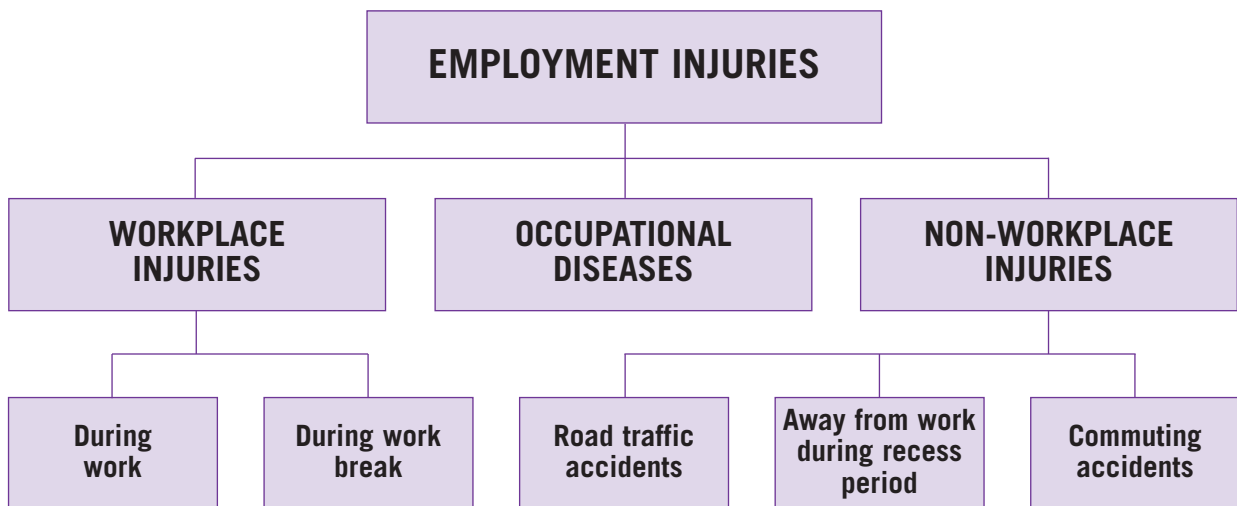 EMPLOYMENT INJURIES
WORKPLACE
INJURIES
OCCUPATIONAL
DISEASES
NON-WORKPLACE
INJURIES
During
work
During work
break
Road traffic
accidents
Away from work
during recess
period
Commuting
accidents